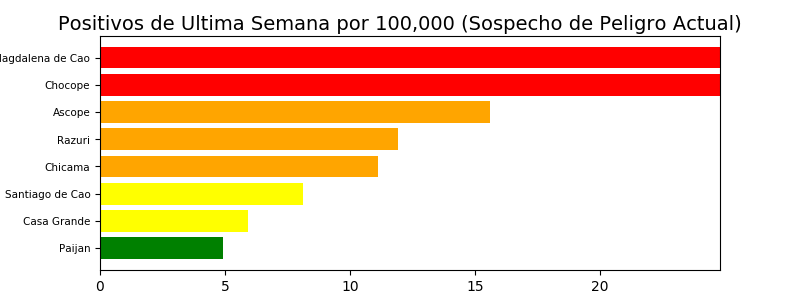 Positivos de Ultima Semana por 100,000 (Sospecho de Peligro Actual)
agdalena de Cao
Chocope
Ascope
Razuri
Chicama
Santiago de Cao
Casa Grande
Paijan
0 5 10 15 20